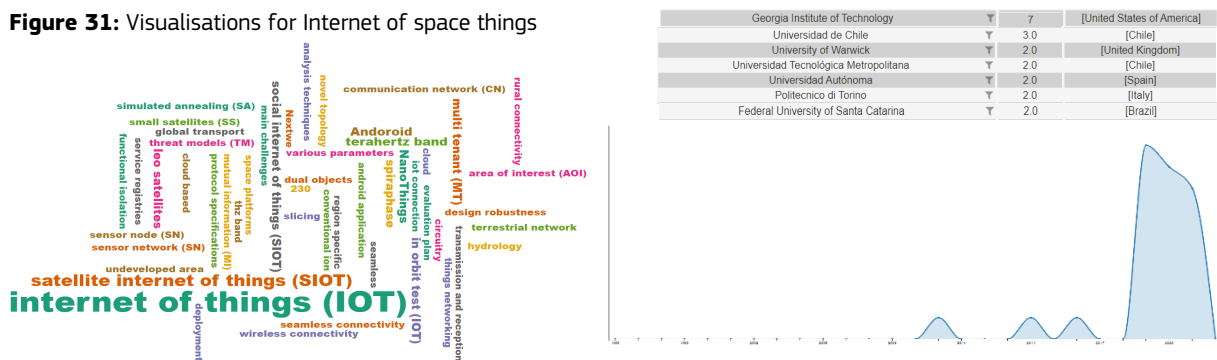 Figure 31: Visualisations for Internet of space things
analysis techniques
novel topology
communication network (CN)
rural connectivity
simulated annealing (SA)
small satellites (SS)
global transport
threat models (TM)
main challenges
social internet of things (SIOT)
Nextwe
various parameters
Andoroid
terahertz band
multi tenant (MT)
area of interest (AOI)
functional isolation
service registries
leo satellites
cloud based
protocol specifications
mutual information (MI)
space platforms
thz band
dual objects
230
slicing
conventional ion
region specific
android application
spiraphase
NanoThings
iot connection
cloud
evaluation plan
circuitry
design robustness
terrestrial network
hydrology
sensor node (SN)
sensor network (SN)
undeveloped area
seamless
in orbit test (IOT)
things networking
transmission and reception
satellite internet of things (SIOT)
internet of things (IOT)
deployment
seamless connectivity
wireless connectivity
Georgia Institute of Technology 7 [United States of America]
Universidad de Chile 3.0 [Chile]
University of Warwick 2.0 [United Kingdom]
Universidad Tecnológica Metropolitana 2.0 [Chile]
Universidad Autónoma 2.0 [Spain]
Politecnico di Torino 2.0 [Italy]
Federal University of Santa Catarina 2.0 [Brazil]